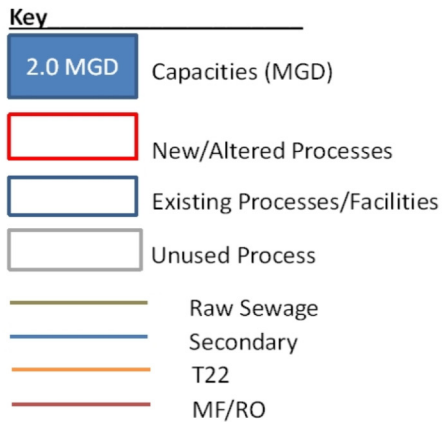 Key
2.0 MGD Capacities (MGD)
New/Altered Processes
Existing Processes/Facilities
Unused Process
Raw Sewage
Secondary
T22
MF/RO